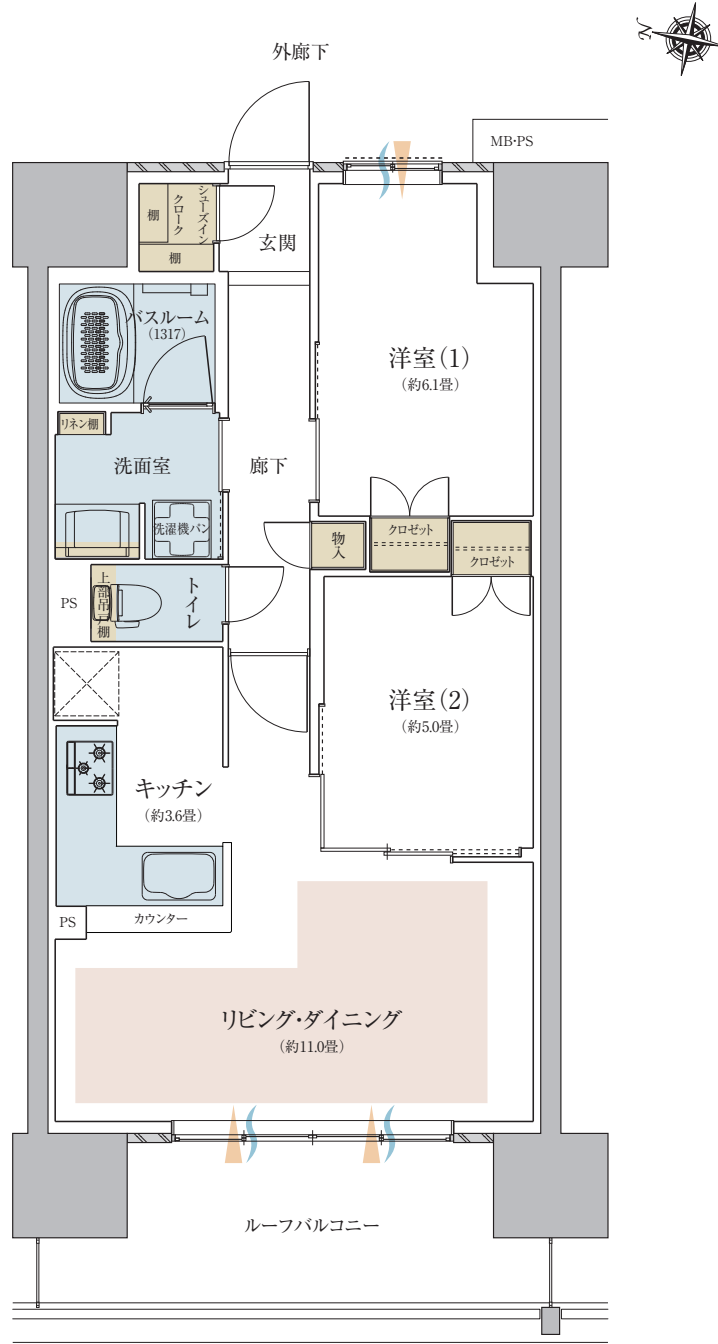 外廊下
N
MB・PS
シューズイン
クローク
棚
棚
玄関
バスルーム
(1317)
洋室(1)
(約6.1畳)
リネン棚
洗面室
廊下
洗濯機パン
物入
クロゼット
クロゼット
PS
上部吊戸棚
トイレ
洋室(2)
(約5.0畳)
キッチン
(約3.6畳)
PS
カウンター
リビング・ダイニング
(約11.0畳)
ルーフバルコニー